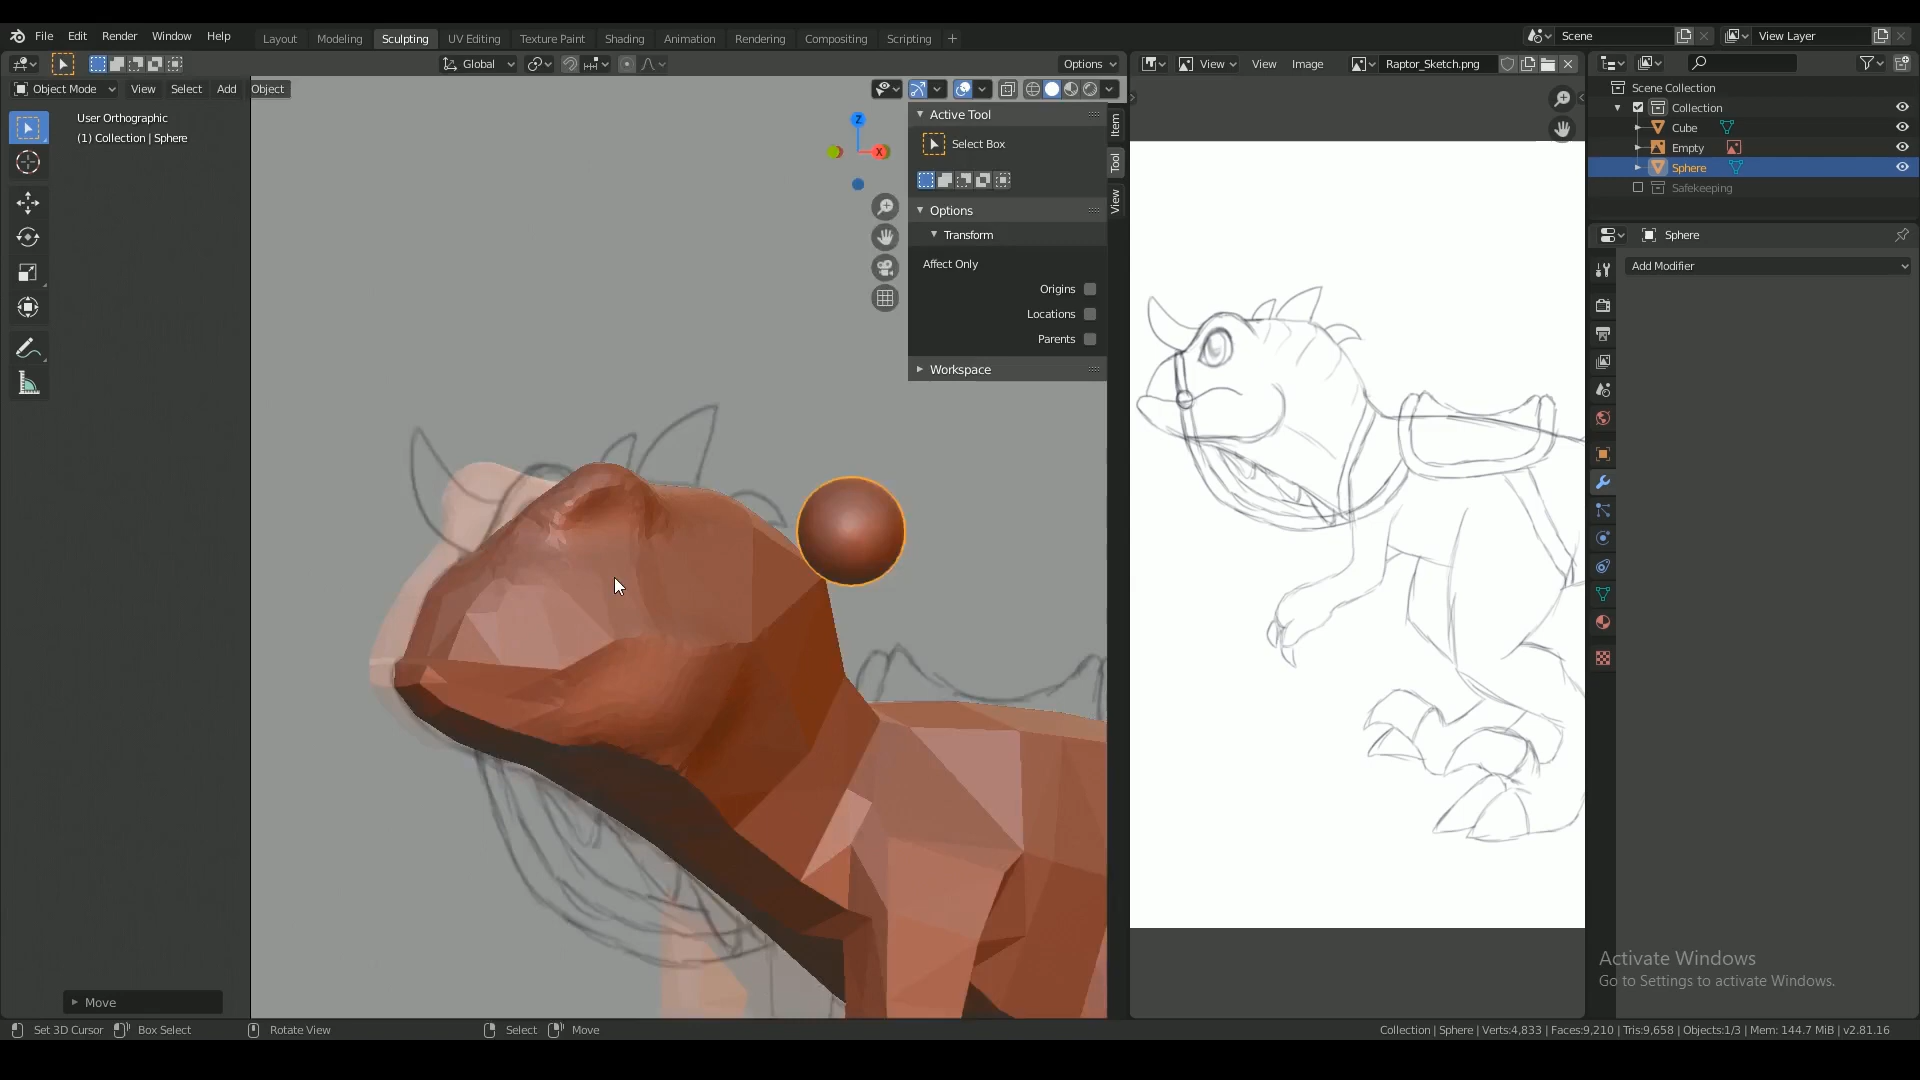 File Edit Render Window Help
Layout Modeling Sculpting UV Editing Texture Paint Shading Animation Rendering Compositing Scripting +
Scene View Layer
Global Options
View View Image Raptor_Sketch.png
Object Mode View Select Add Object
User Orthographic
(1) Collection | Sphere
Z
X
Active Tool
Select Box
Options
Transform
Affect Only
Origins
Locations
Parents
Workspace
Item
Tool
View
Scene Collection
Collection
Cube
Empty
Sphere
Safekeeping
Sphere
Add Modifier
Move
Activate Windows
Go to Settings to activate Windows.
Set 3D Cursor Box Select Rotate View Select Move
Collection | Sphere | Verts:4,833 | Faces:9,210 | Tris:9,658 | Objects:1/3 | Mem: 144.7 MiB | v2.81.16